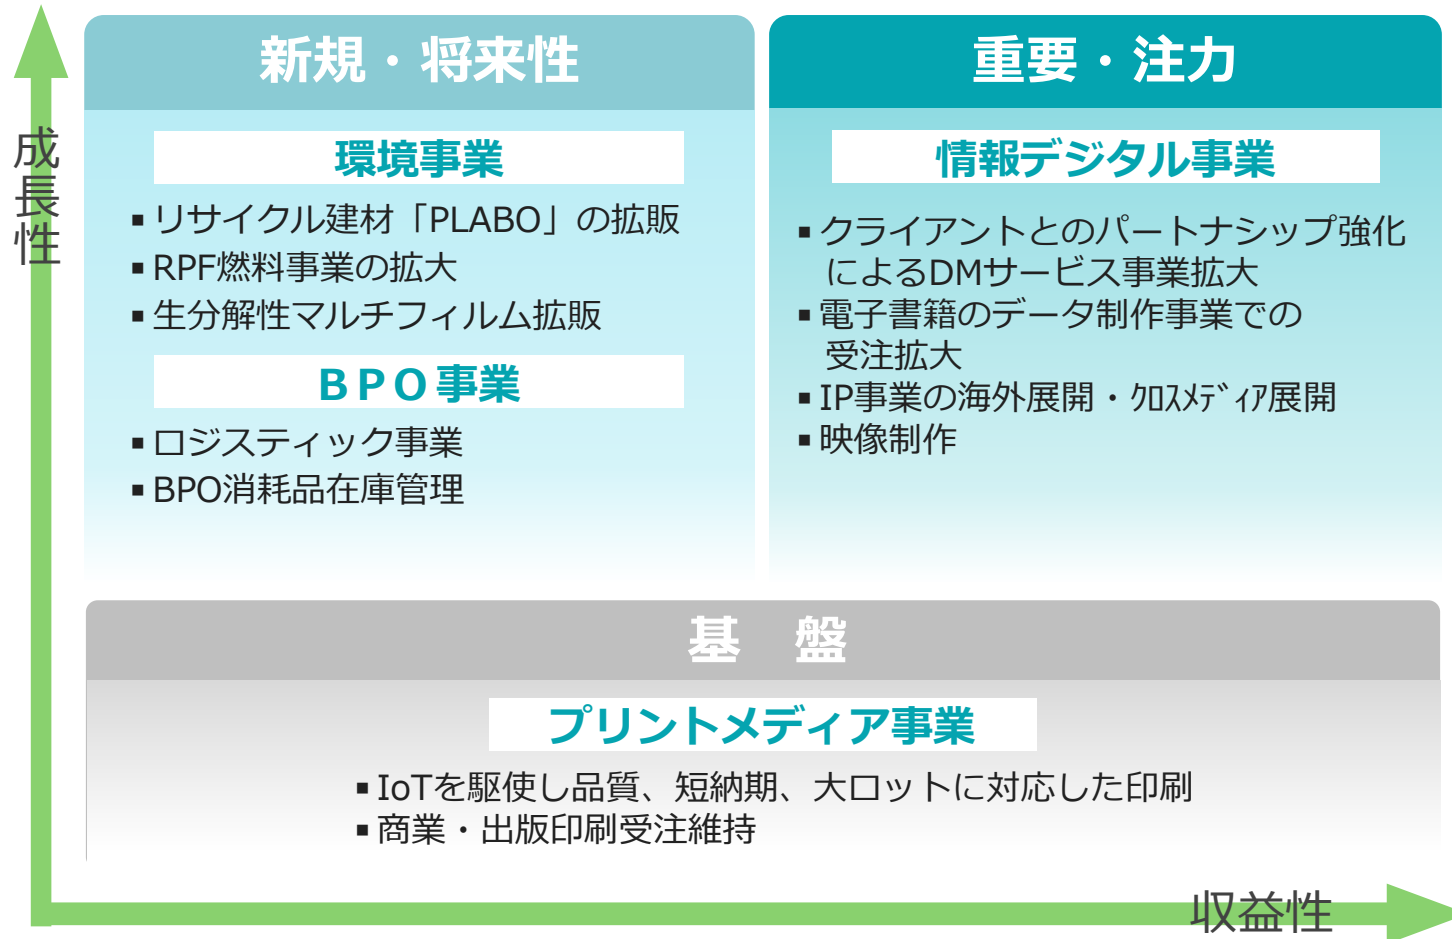 成長性
新規・将来性
環境事業
▪リサイクル建材「PLABO」の拡販
▪RPF燃料事業の拡大
▪生分解性マルチフィルム拡販
ＢＰＯ事業
▪ロジスティック事業
▪BPO消耗品在庫管理
重要・注力
情報デジタル事業
▪クライアントとのパートナシップ強化
によるDMサービス事業拡大
▪電子書籍のデータ制作事業での
受注拡大
▪IP事業の海外展開・ｸﾛｽﾒﾃﾞｨｱ展開
▪映像制作
基　盤
プリントメディア事業
▪IoTを駆使し品質、短納期、大ロットに対応した印刷
▪商業・出版印刷受注維持
収益性